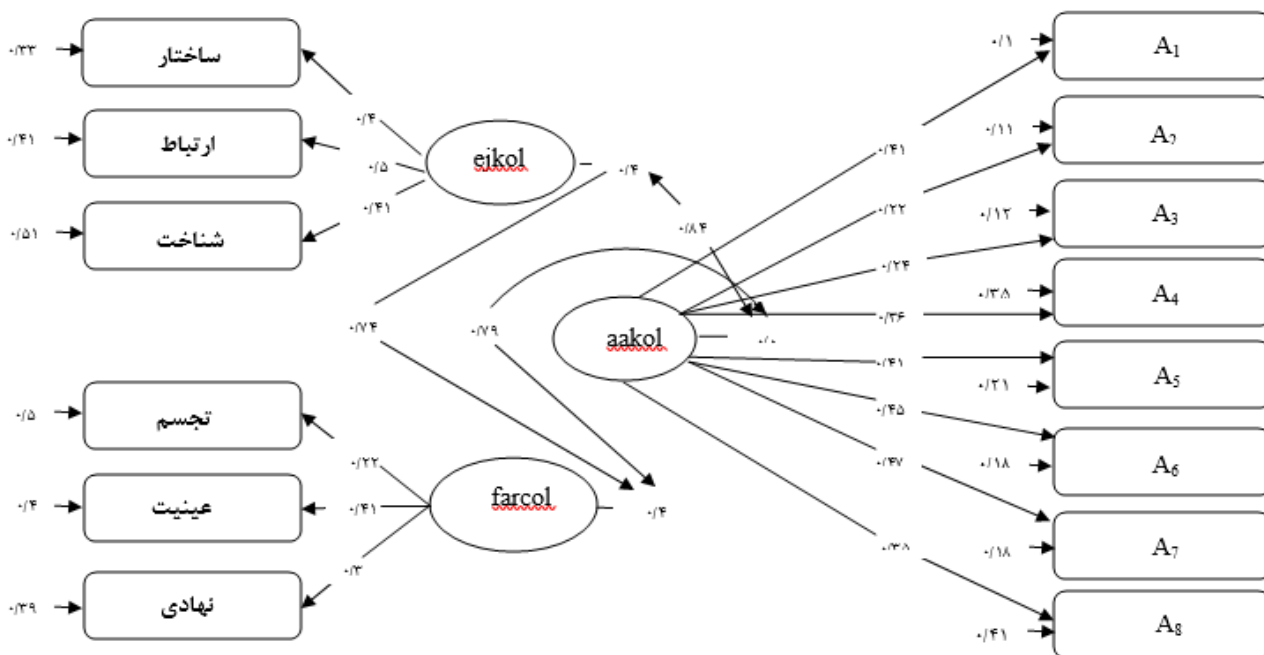 ۰/۳۳
ساختار
۰/۴
۰/۴۱
ارتباط
۰/۵
۰/۵۱
شناخت
۰/۴۱
ejkol
۰/۴
۰/۸۴
۰/۷۴
۰/۷۹
aakol
۰/۰
۰/۵
تجسم
۰/۲۲
۰/۴
عینیت
۰/۴۱
۰/۳۹
نهادی
۰/۳
farcol
۰/۴
۰/۴۱
۰/۱
A₁
۰/۲۲
۰/۱۱
A₂
۰/۲۴
۰/۱۲
A₃
۰/۳۶
۰/۳۸
A₄
۰/۴۱
۰/۲۱
A₅
۰/۴۵
۰/۱۸
A₆
۰/۴۷
۰/۱۸
A₇
۰/۳۸
۰/۴۱
A₈